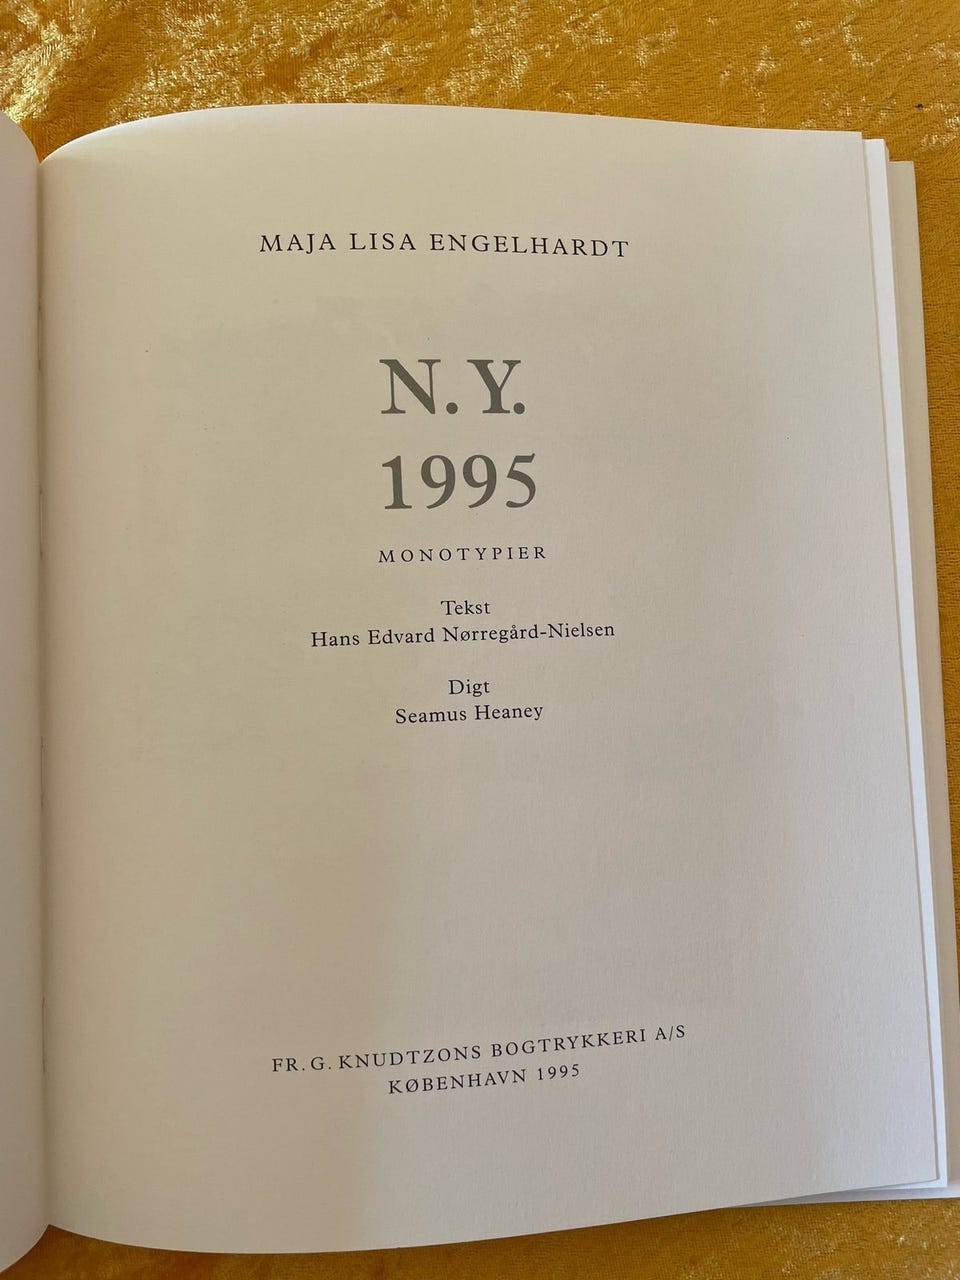 MAJA LISA ENGELHARDT
N. Y.
1995
MONOTYPIER
Tekst
Hans Edvard Nørregård-Nielsen
Digt
Seamus Heaney
FR. G. KNUDTZONS BOGTRYKKERI A/S
KØBENHAVN 1995